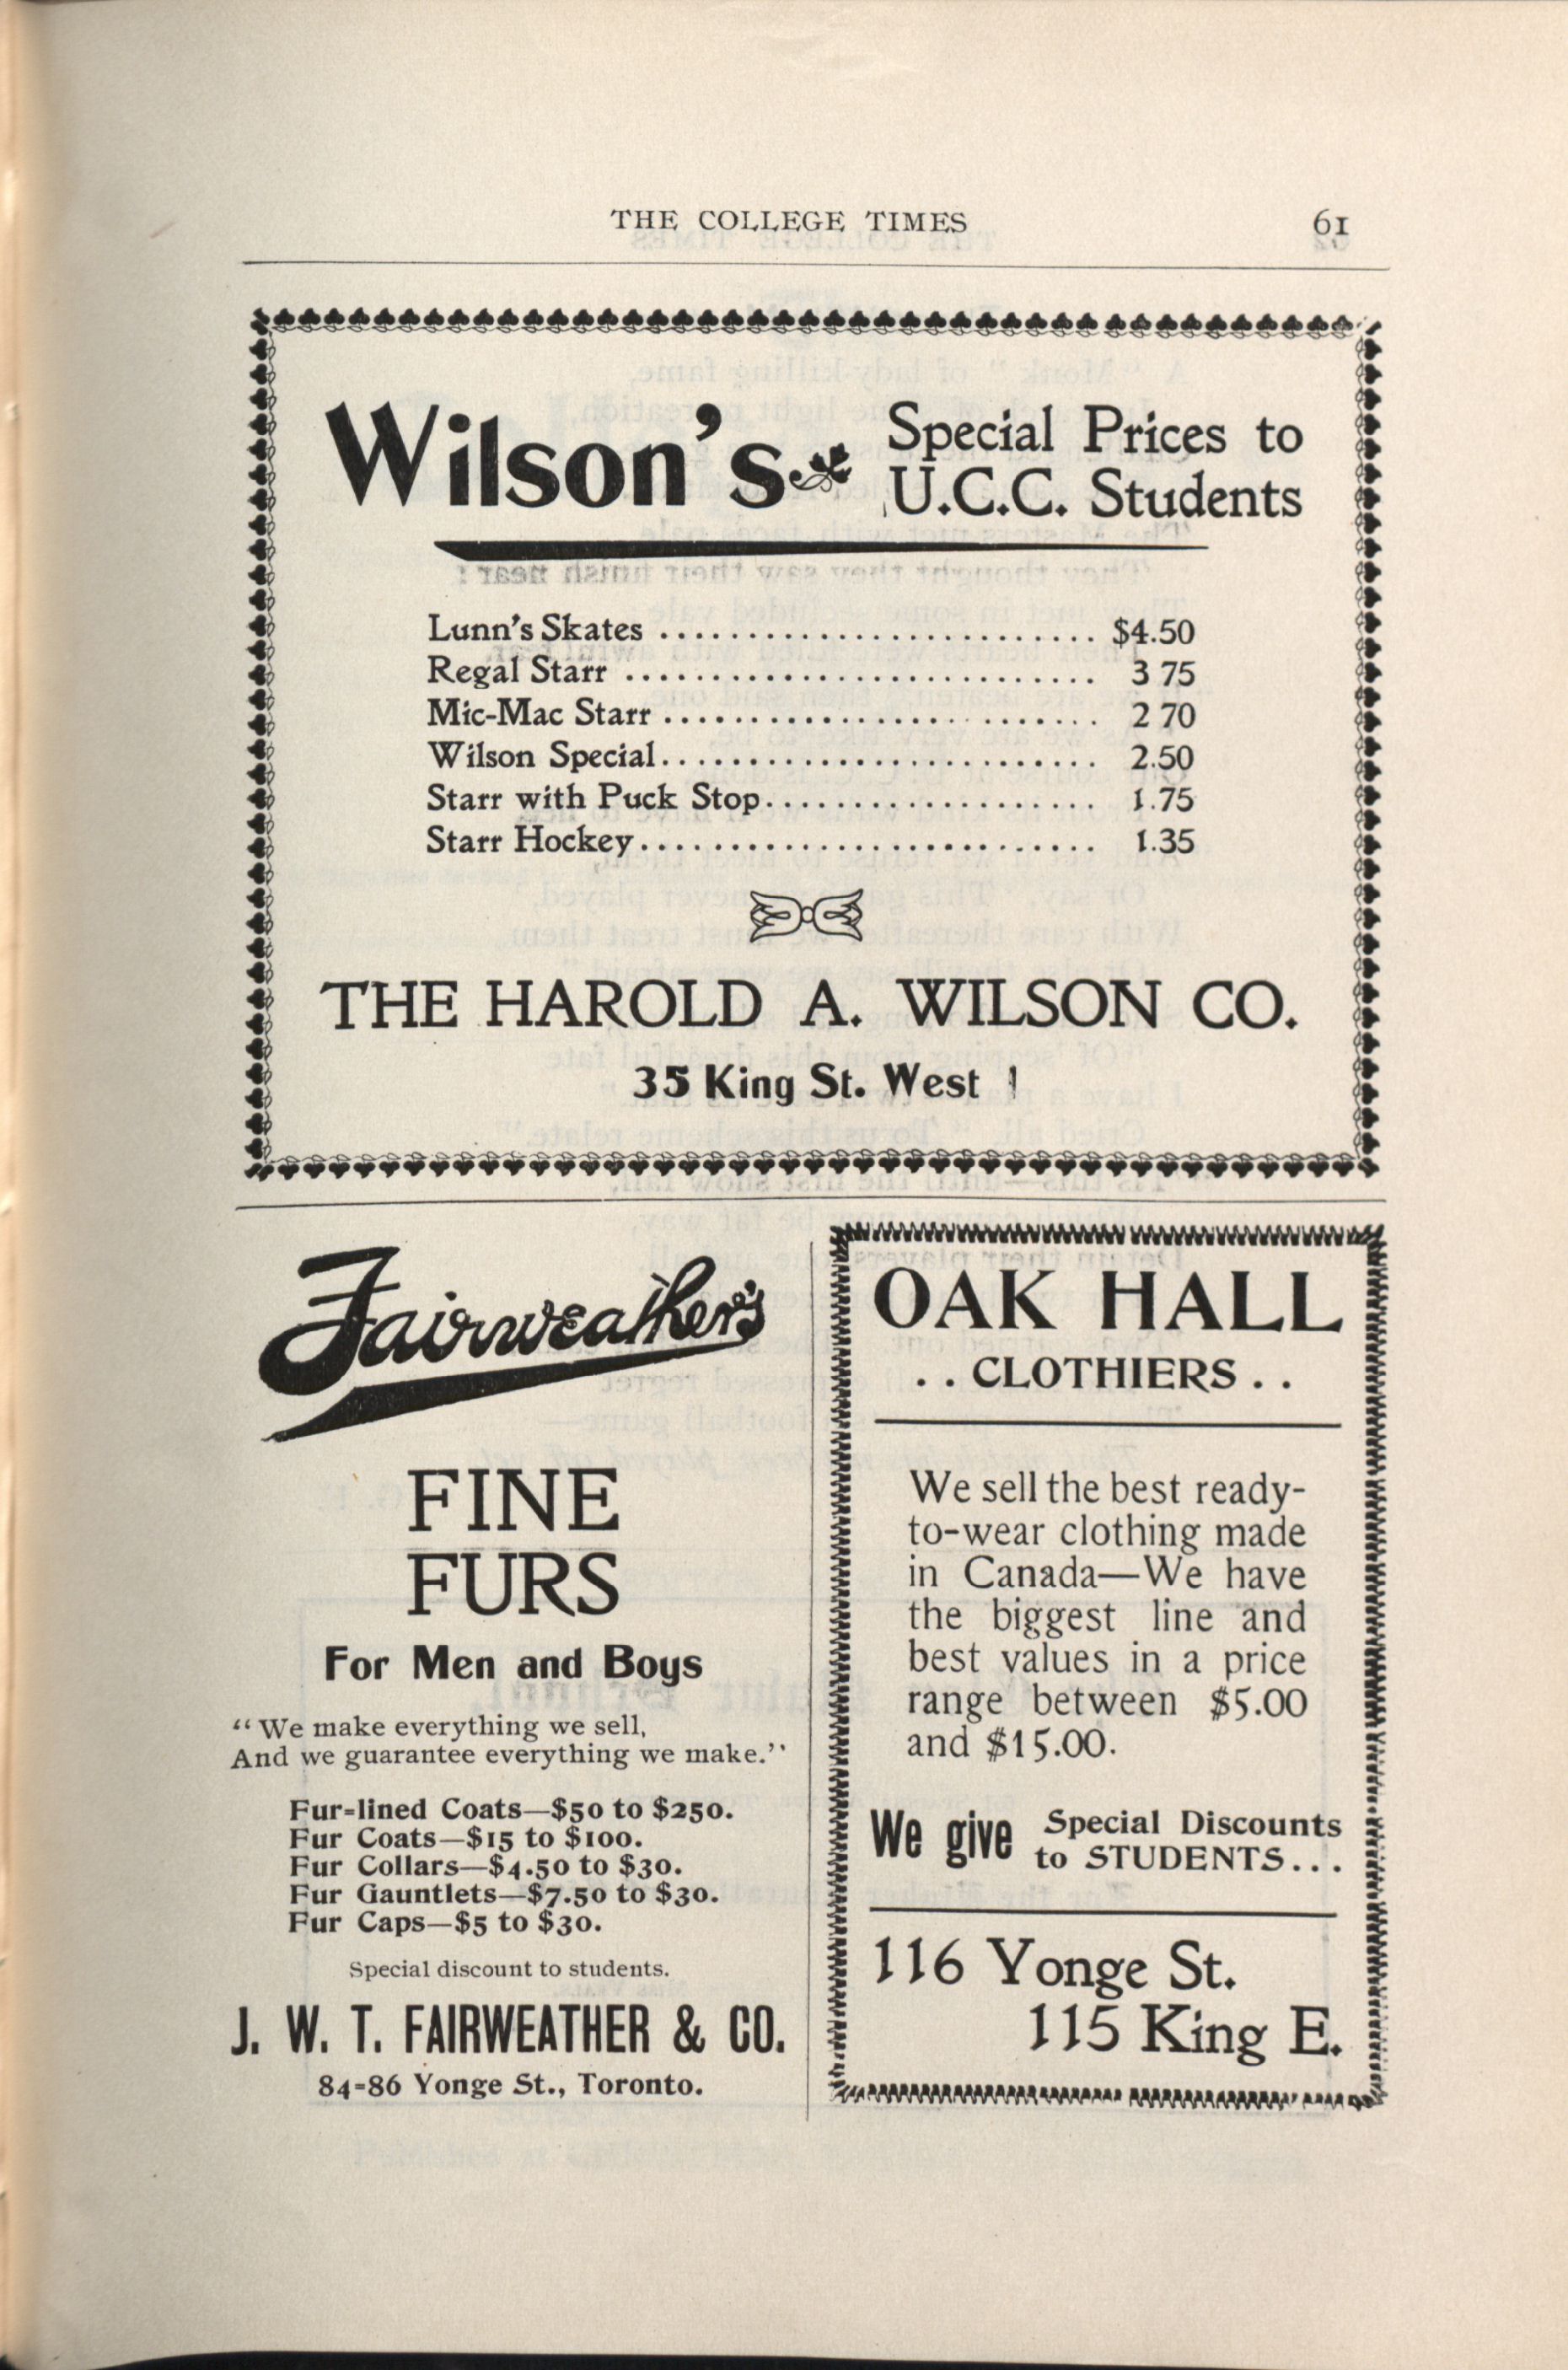 THE COLLEGE TIMES 61
Wilson's Special Prices to
U.C.C. Students
Lunn's Skates .............................. $4.50
Regal Starr ................................ 3 75
Mic-Mac Starr .............................. 2 70
Wilson Special.............................. 2.50
Starr with Puck Stop....................... 1.75
Starr Hockey................................ 1.35
THE HAROLD A. WILSON CO.
35 King St. West
Fairweather's
FINE
FURS
For Men and Boys
"We make everything we sell,
And we guarantee everything we make."
Fur-lined Coats—$50 to $250.
Fur Coats—$15 to $100.
Fur Collars—$4.50 to $30.
Fur Gauntlets—$7.50 to $30.
Fur Caps—$5 to $30.
Special discount to students.
J. W. T. FAIRWEATHER & CO.
84-86 Yonge St., Toronto.
OAK HALL
. . CLOTHIERS . .
We sell the best ready-
to-wear clothing made
in Canada—We have
the biggest line and
best values in a price
range between $5.00
and $15.00.
We give Special Discounts
to STUDENTS...
116 Yonge St.
115 King E.